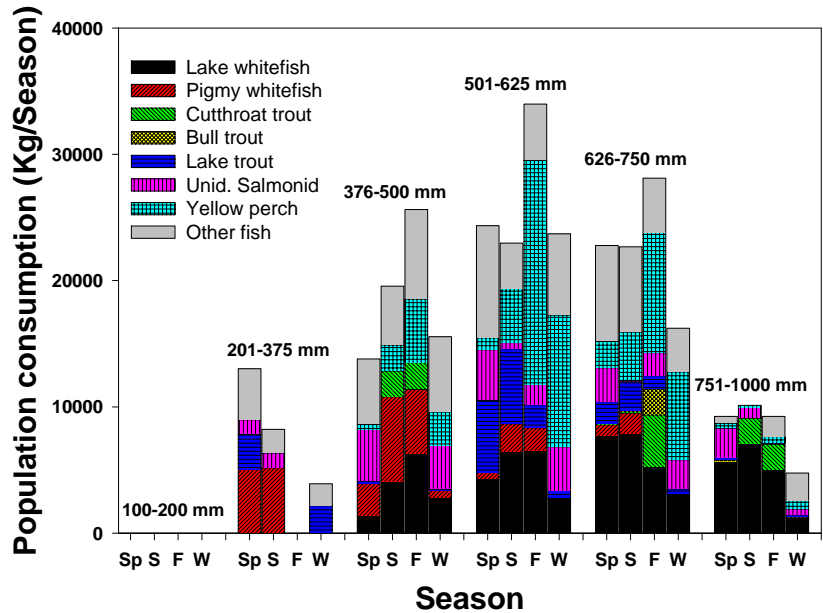 Population consumption (Kg/Season)
40000
30000
20000
10000
0
Lake whitefish
Pigmy whitefish
Cutthroat trout
Bull trout
Lake trout
Unid. Salmonid
Yellow perch
Other fish
100-200 mm
201-375 mm
376-500 mm
501-625 mm
626-750 mm
751-1000 mm
Sp S F W Sp S F W Sp S F W Sp S F W Sp S F W Sp S F W
Season